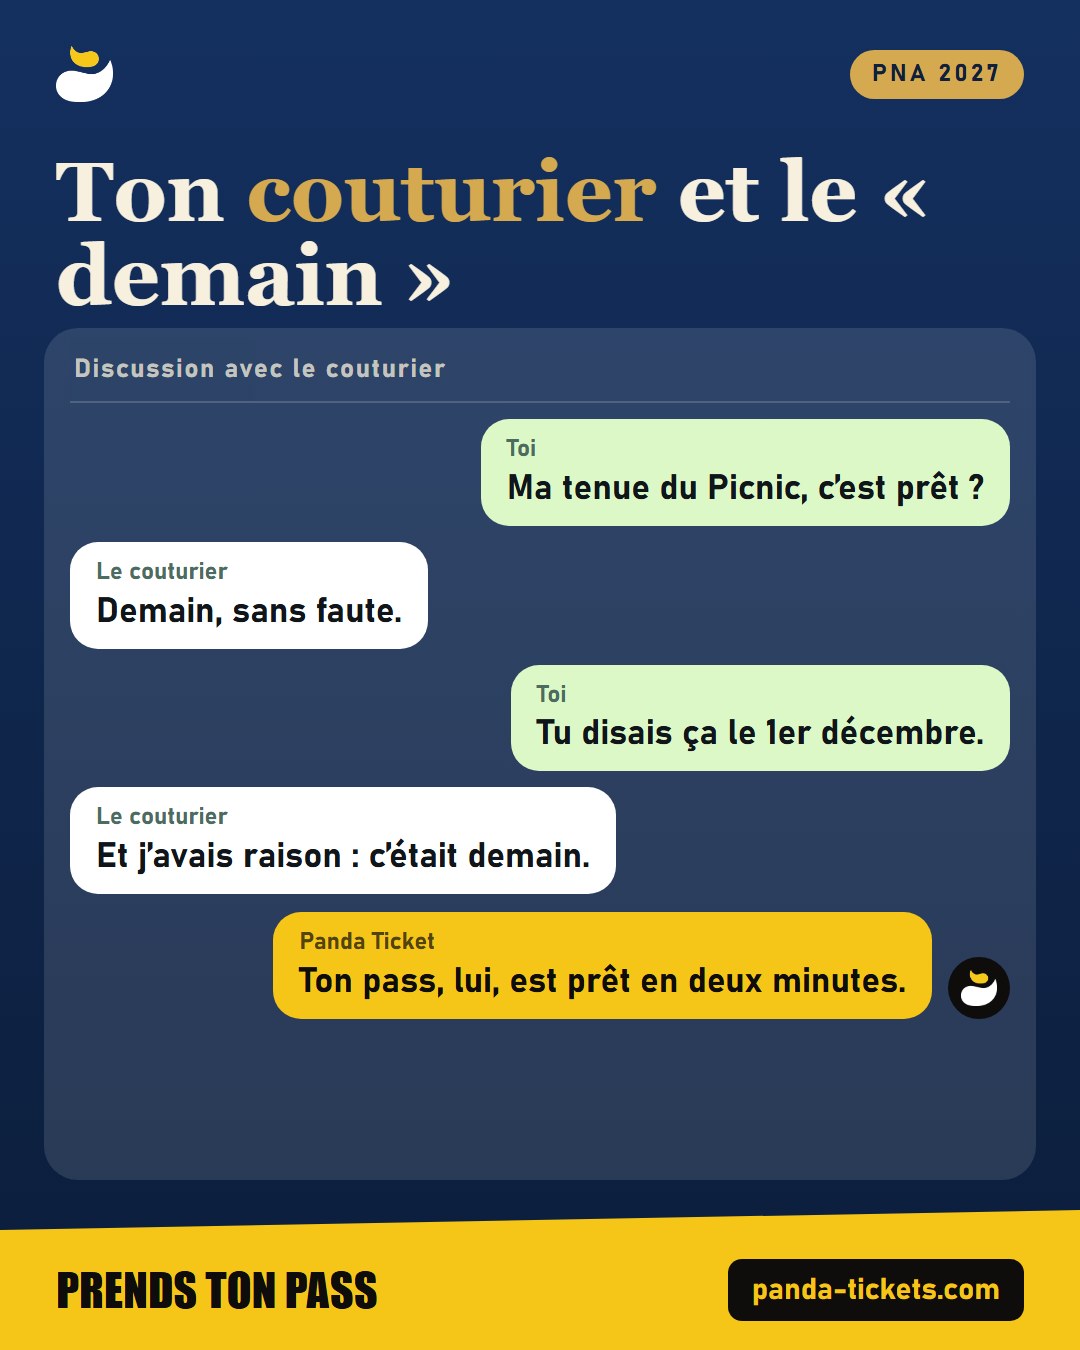 PNA 2027
Ton couturier et le «
demain »
Discussion avec le couturier
Toi
Ma tenue du Picnic, c’est prêt ?
Le couturier
Demain, sans faute.
Toi
Tu disais ça le 1er décembre.
Le couturier
Et j’avais raison : c’était demain.
Panda Ticket
Ton pass, lui, est prêt en deux minutes.
PRENDS TON PASS
panda-tickets.com